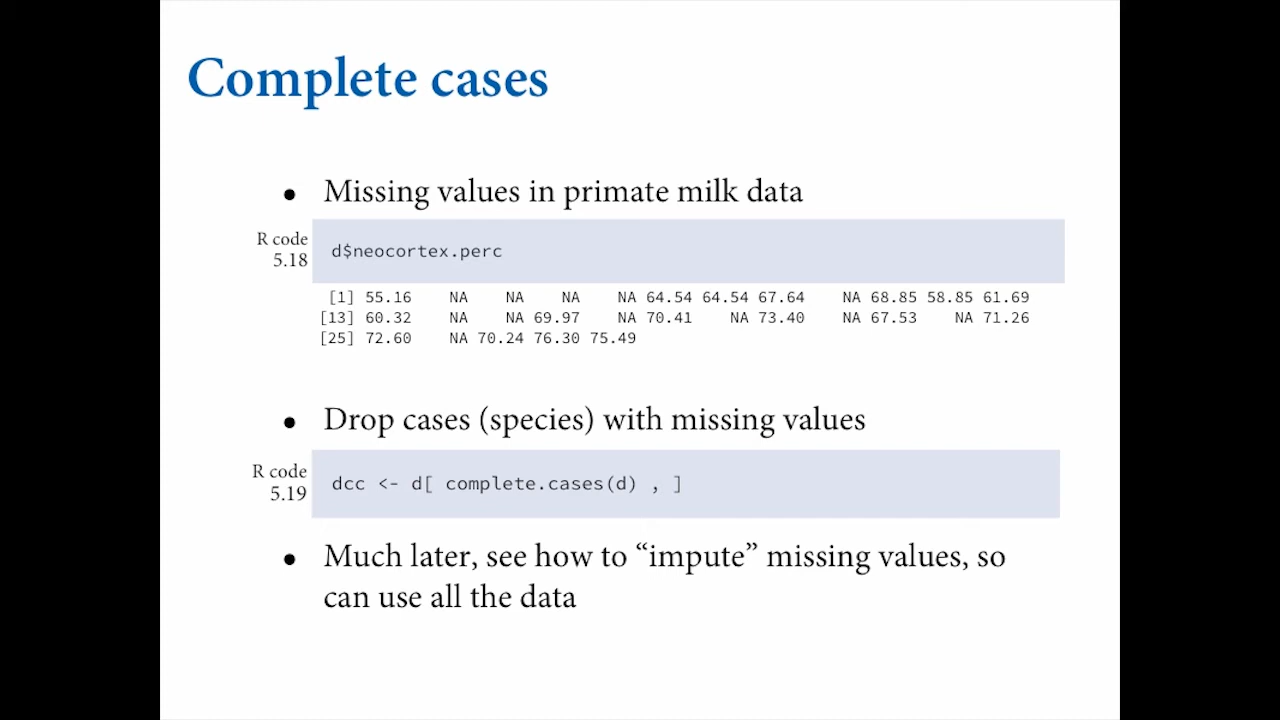 Complete cases
• Missing values in primate milk data
R code
5.18
d$neocortex.perc
[1] 55.16 NA NA NA NA 64.54 64.54 67.64 NA 68.85 58.85 61.69
[13] 60.32 NA NA 69.97 NA 70.41 NA 73.40 NA 67.53 NA 71.26
[25] 72.60 NA 70.24 76.30 75.49
• Drop cases (species) with missing values
R code
5.19
dcc <- d[ complete.cases(d) , ]
• Much later, see how to “impute” missing values, so
can use all the data